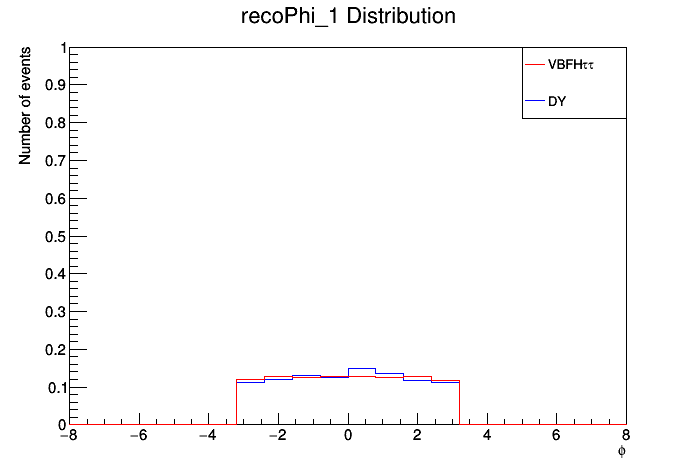 recoPhi_1 Distribution
Number of events
1
0.9
0.8
0.7
0.6
0.5
0.4
0.3
0.2
0.1
0
VBFHττ
DY
−8 −6 −4 −2 0 2 4 6 8
ϕ